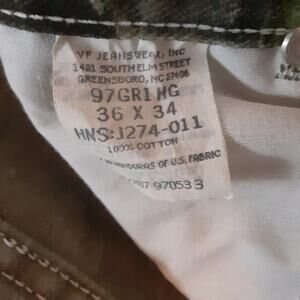 VF JEANSWEAR, INC
1421 SOUTH ELM STREET
GREENSBORO, NC 27406
97GR1HG
36 X 34
HNS:J274-011
100% COTTON
HONDURAS OF U.S. FABRIC
97053 3